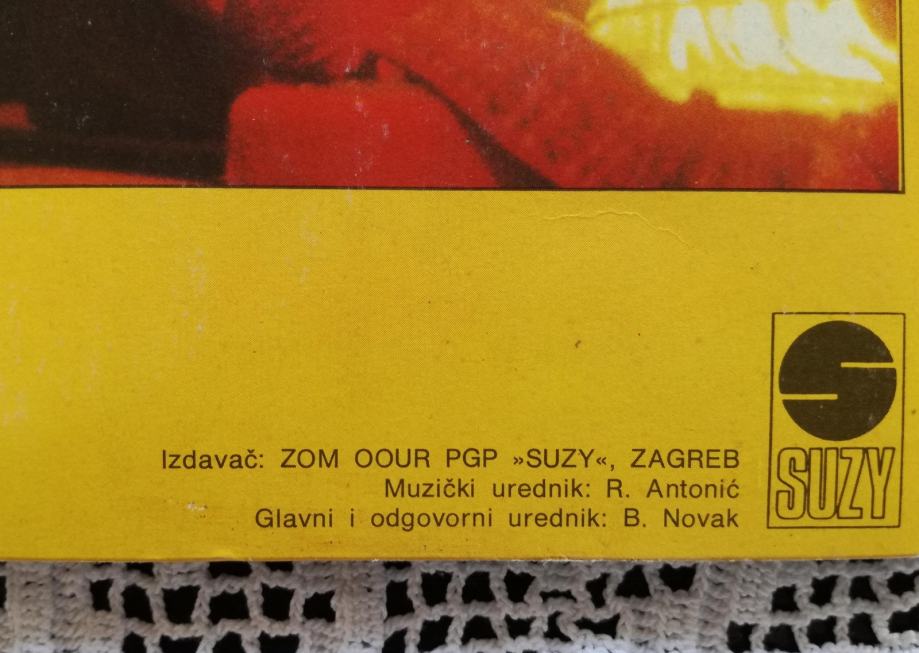 Izdavač: ZOM OOUR PGP »SUZY«, ZAGREB
Muzički urednik: R. Antonić
Glavni i odgovorni urednik: B. Novak
S
SUZY